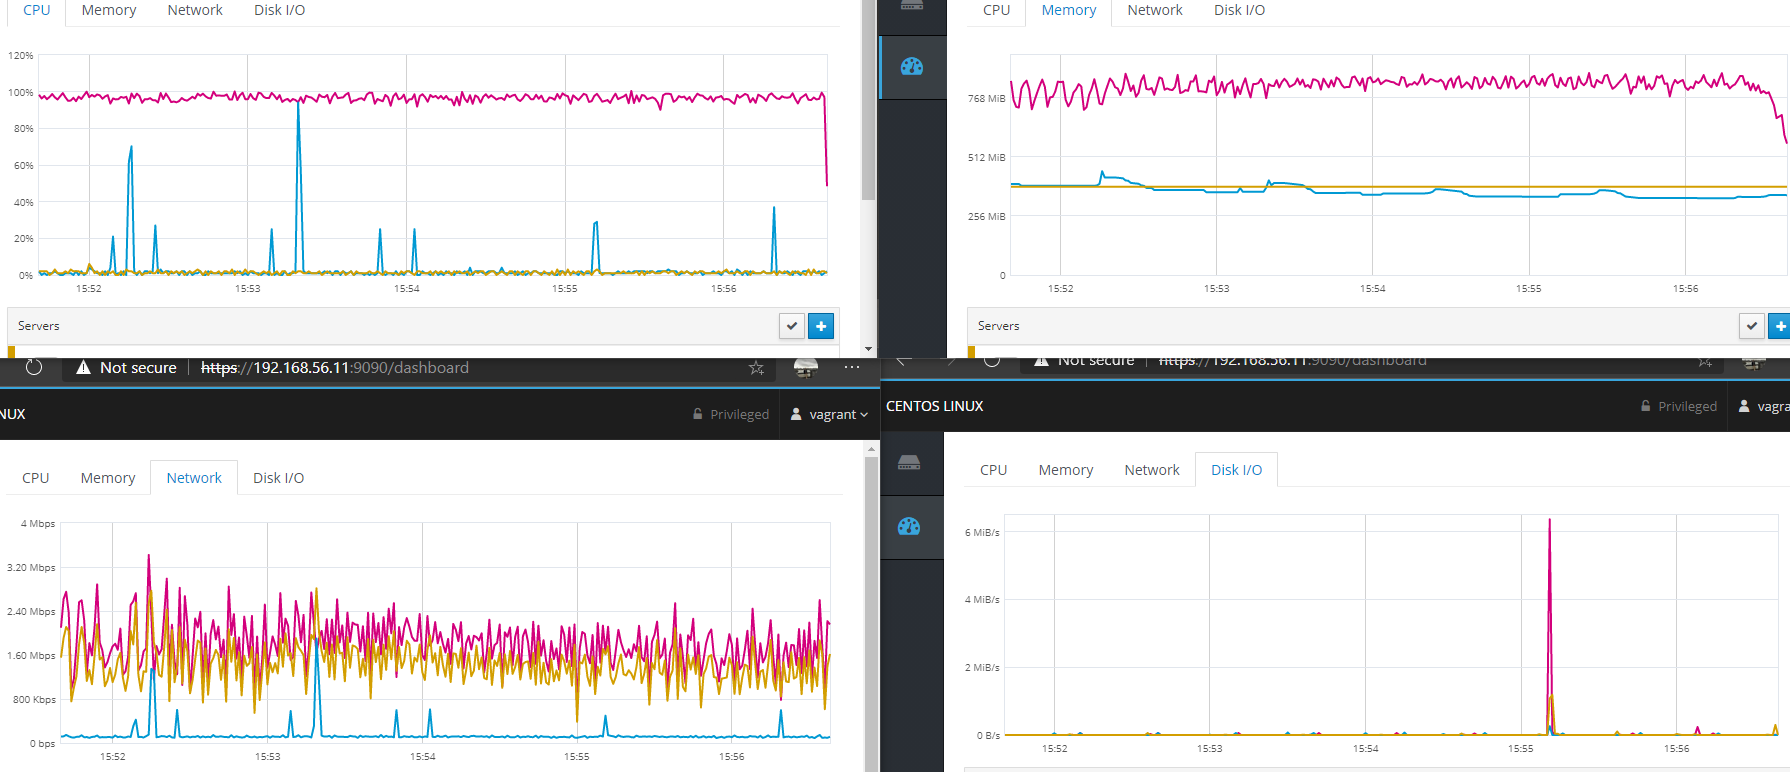 CPU Memory Network Disk I/O
120%
100%
80%
60%
40%
20%
0%
15:52 15:53 15:54 15:55 15:56
Servers
CPU Memory Network Disk I/O
768 MiB
512 MiB
256 MiB
0
15:52 15:53 15:54 15:55 15:56
Servers
Not secure https://192.168.56.11:9090/dashboard
NUX Privileged vagrant
CPU Memory Network Disk I/O
4 Mbps
3.20 Mbps
2.40 Mbps
1.60 Mbps
800 Kbps
0 bps
15:52 15:53 15:54 15:55 15:56
Not secure https://192.168.56.11:9090/dashboard
CENTOS LINUX Privileged vagra
CPU Memory Network Disk I/O
6 MiB/s
4 MiB/s
2 MiB/s
0 B/s
15:52 15:53 15:54 15:55 15:56